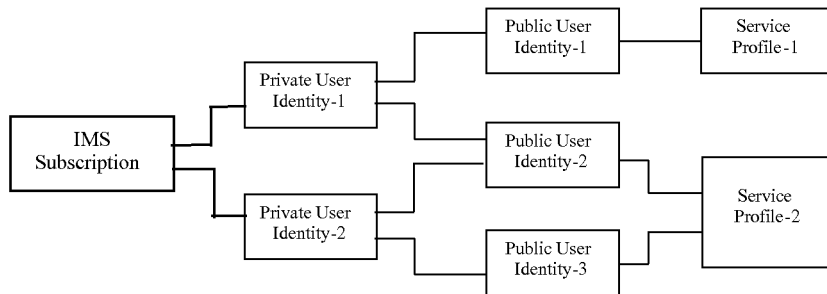 Public User
Identity-1
Service
Profile-1
Private User
Identity-1
IMS
Subscription
Public User
Identity-2
Private User
Identity-2
Service
Profile-2
Public User
Identity-3